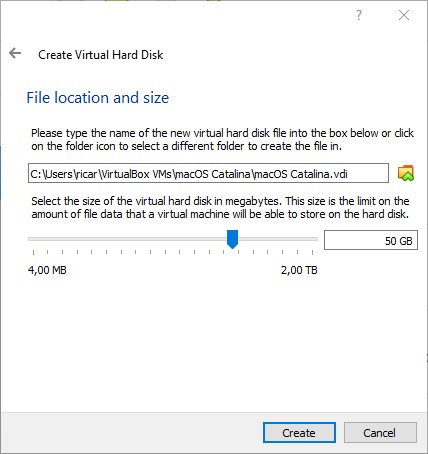 ?
Create Virtual Hard Disk
File location and size
Please type the name of the new virtual hard disk file into the box below or click
on the folder icon to select a different folder to create the file in.
C:\Users\ricar\VirtualBox VMs\macOS Catalina\macOS Catalina.vdi
Select the size of the virtual hard disk in megabytes. This size is the limit on the
amount of file data that a virtual machine will be able to store on the hard disk.
50 GB
4,00 MB 2,00 TB
Create Cancel